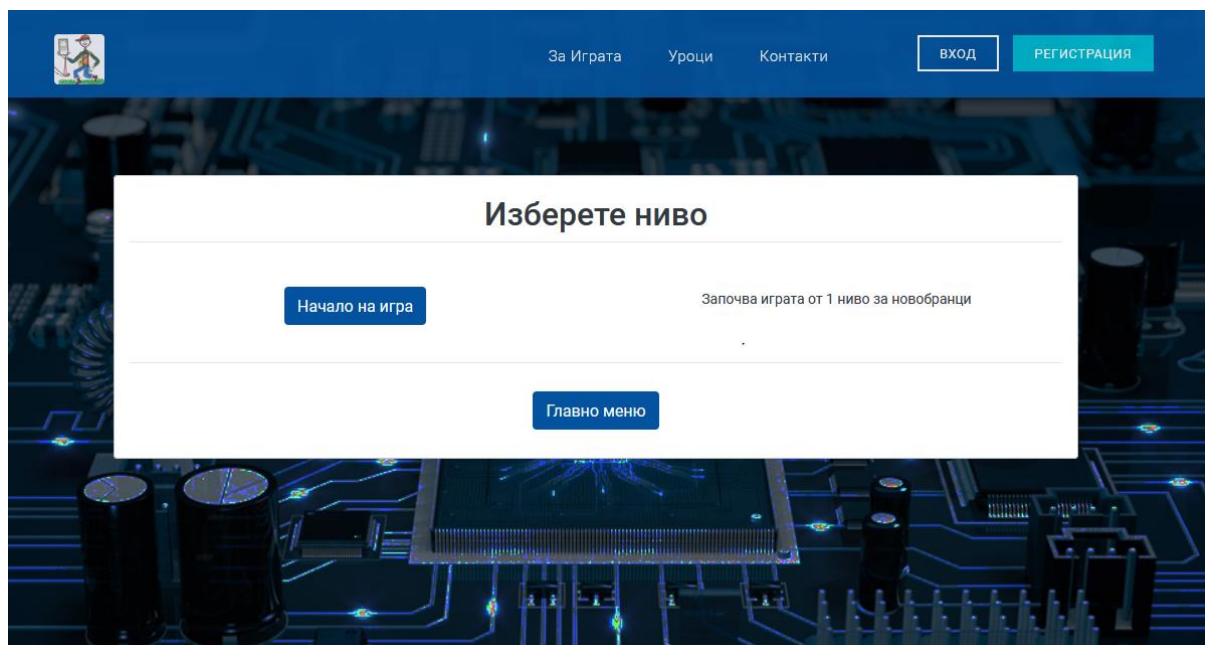 За Играта Уроци Контакти ВХОД РЕГИСТРАЦИЯ
Изберете ниво
Начало на игра Започва играта от 1 ниво за новобранци
Главно меню